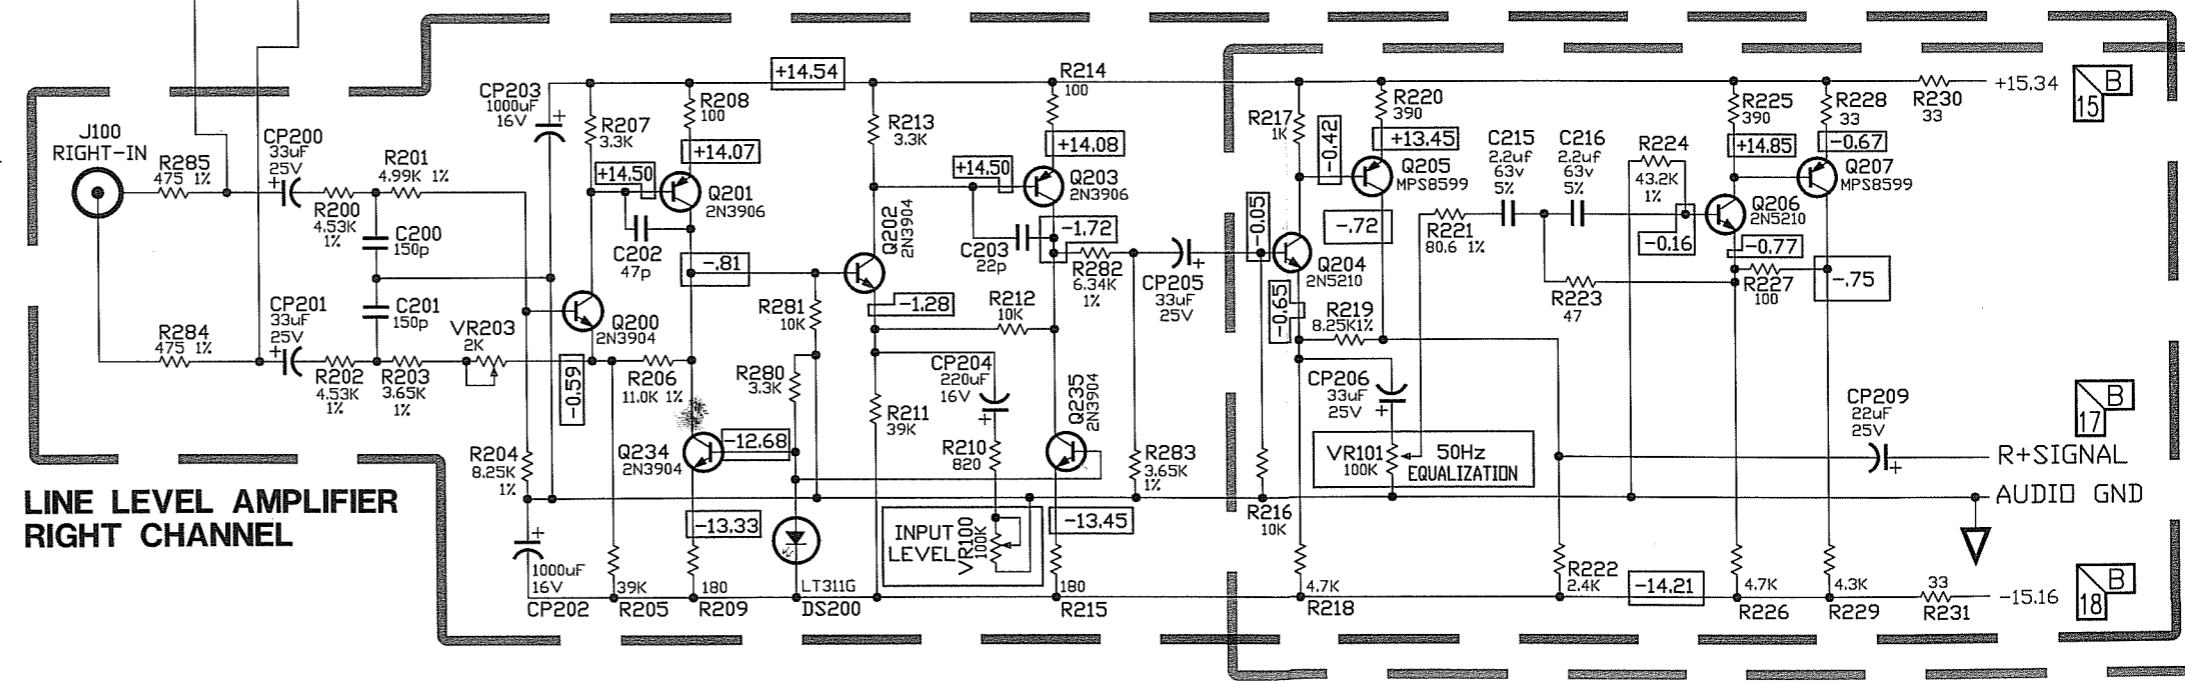 J100
RIGHT-IN
R285
475 1%
CP200
33uF
25V
+
R200
4.53K
1%
R201
4.99K 1%
C200
150p
C201
150p
CP201
33uF
25V
+
R284
475 1%
R202
4.53K
1%
R203
3.65K
1%
VR203
2K
CP203
1000uF
16V
+
R207
3.3K
R208
100
+14.54
+14.50
+14.07
Q201
2N3906
C202
47p
-.81
Q200
2N3904
-0.59
R206
11.0K 1%
R204
8.25K
1%
Q234
2N3904
-12.68
-13.33
+
1000uF
16V
CP202
39K
R205
180
R209
LT311G
DS200
R280
3.3K
R281
10K
R213
3.3K
Q202
2N3904
-1.28
R211
39K
R212
10K
CP204
220uF
16V
+
R210
820
INPUT
LEVEL
VR100
100K
R214
100
+14.50
+14.08
Q203
2N3906
C203
22p
-1.72
R282
6.34K
1%
Q235
2N3904
-13.45
180
R215
R283
3.65K
1%
CP205
33uF
25V
+
R216
10K
-0.05
R217
1K
-0.42
R220
390
+13.45
Q205
MPS8599
-.72
Q204
2N5210
-0.65
R219
8.25K1%
CP206
33uF
25V
+
VR101
100K
50Hz
EQUALIZATION
4.7K
R218
R221
80.6 1%
C215
2.2uf
63v
5%
C216
2.2uf
63v
5%
R223
47
R224
43.2K
1%
-0.16
R225
390
+14.85
Q206
2N5210
-0.77
R227
100
R228
33
-0.67
Q207
MPS8599
-.75
R222
2.4K
-14.21
4.7K
R226
4.3K
R229
R230
33
+15.34
B
15
CP209
22uF
25V
+
R+SIGNAL
B
17
AUDIO GND
33
R231
-15.16
B
18
LINE LEVEL AMPLIFIER
RIGHT CHANNEL